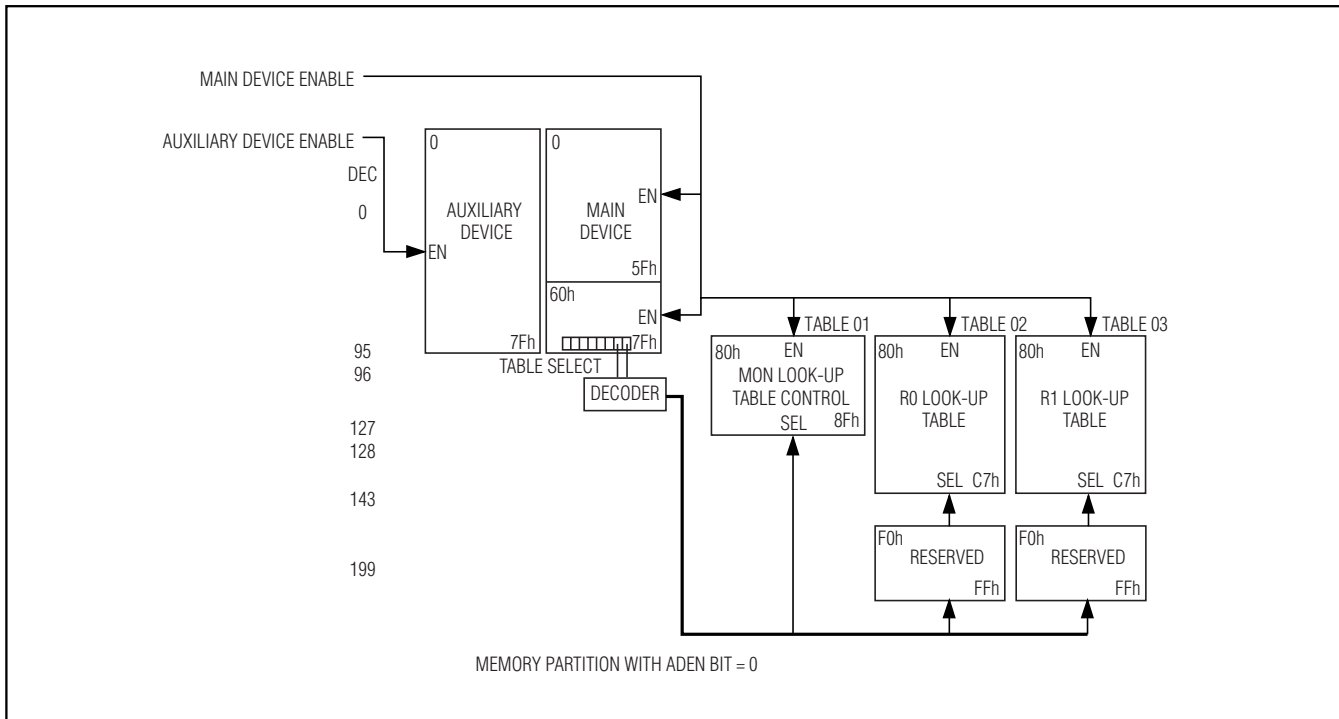 MAIN DEVICE ENABLE
AUXILIARY DEVICE ENABLE
DEC
0
95
96
127
128
143
199
0
AUXILIARY
DEVICE
EN
7Fh
0
EN
MAIN
DEVICE
5Fh
60h
EN
7Fh
TABLE SELECT
DECODER
TABLE 01
80h
EN
MON LOOK-UP
TABLE CONTROL
8Fh
SEL
TABLE 02
80h
EN
R0 LOOK-UP
TABLE
SEL C7h
F0h
RESERVED
FFh
TABLE 03
80h
EN
R1 LOOK-UP
TABLE
SEL C7h
F0h
RESERVED
FFh
MEMORY PARTITION WITH ADEN BIT = 0